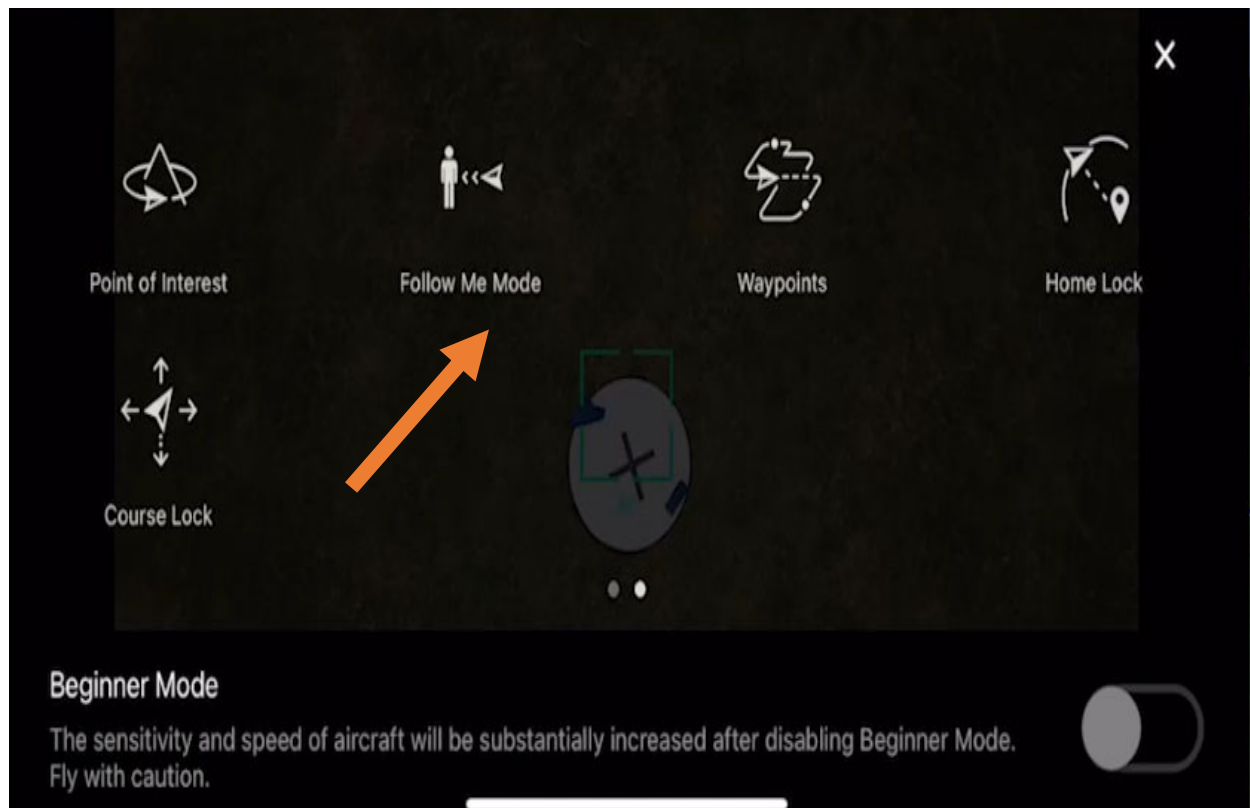 X
Point of Interest
Follow Me Mode
Waypoints
Home Lock
Course Lock
Beginner Mode
The sensitivity and speed of aircraft will be substantially increased after disabling Beginner Mode.
Fly with caution.